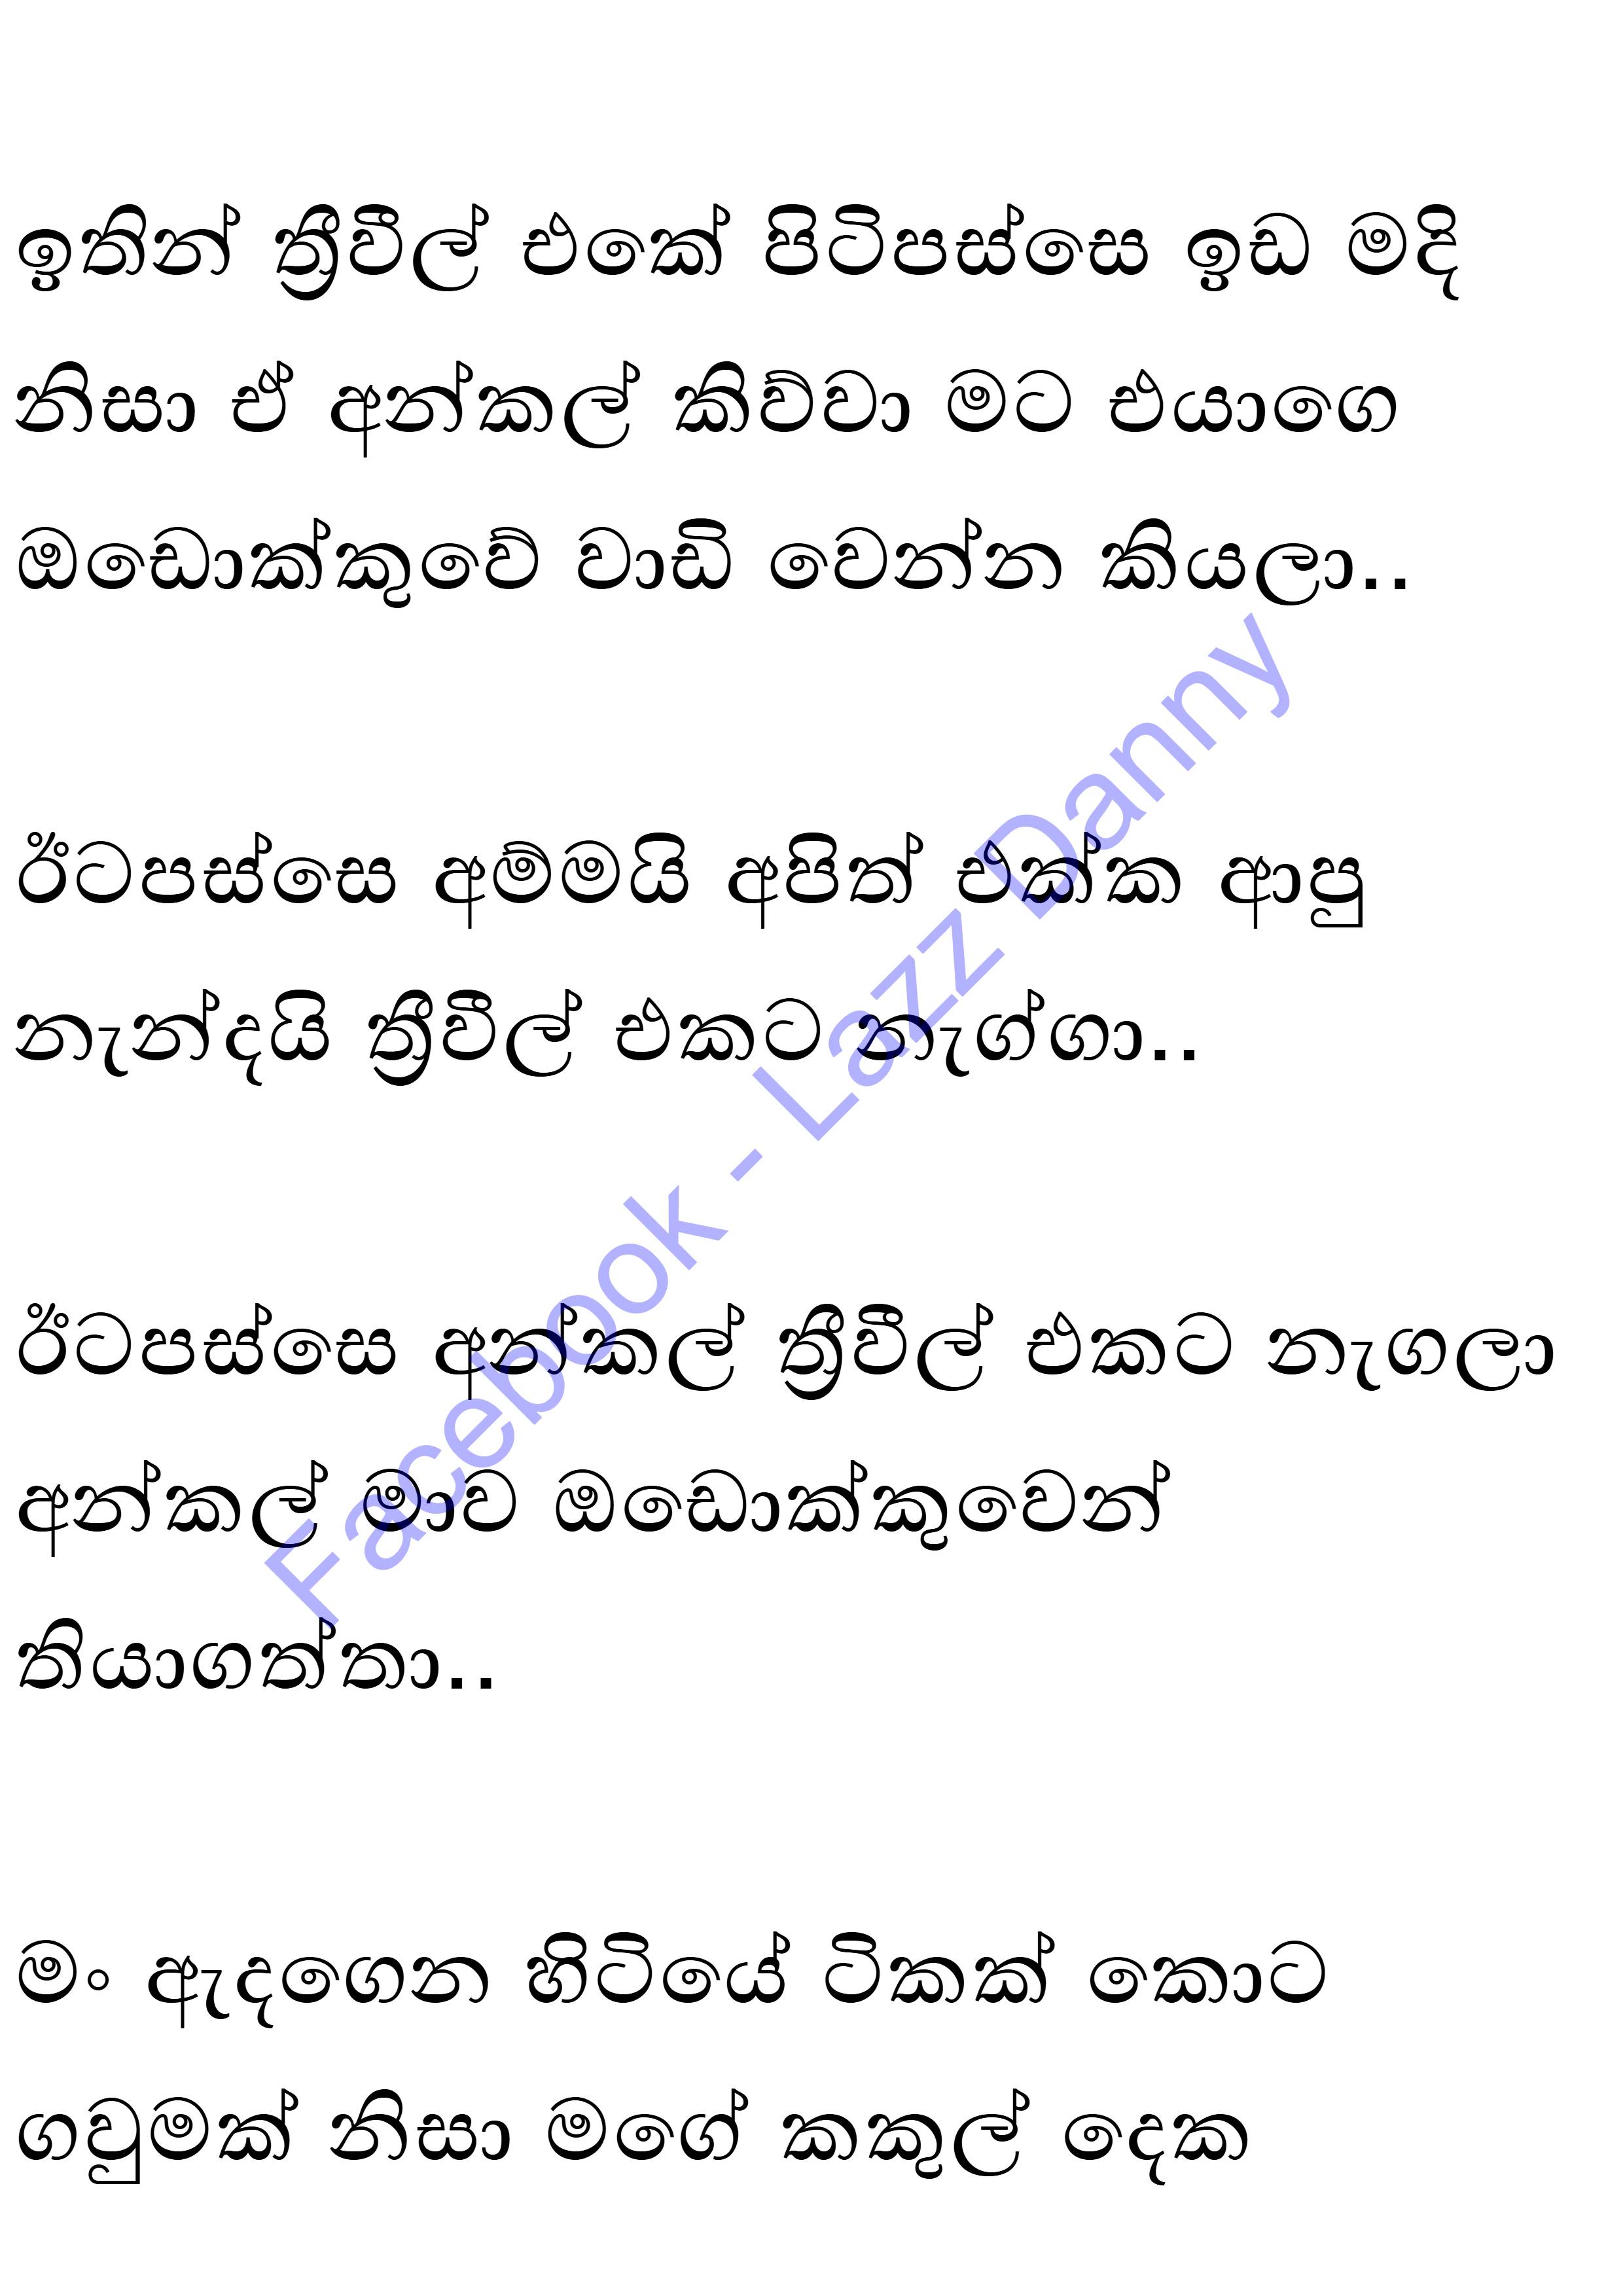 ඉතින් ත්‍රීවීල් එකේ පිටිපස්සෙ ඉඩ මදි
නිසා ඒ අන්කල් කිව්වා මට එයාගෙ
ඔඩොක්කුවේ වාඩි වෙන්න කියලා..
ඊටපස්සෙ අම්මයි අපිත් එක්ක ආපු
නැන්දයි ත්‍රීවීල් එකට නැග්ගා..
ඊටපස්සෙ අන්කල් ත්‍රීවීල් එකට නැගලා
අන්කල් මාව ඔඩොක්කුවෙන්
තියාගත්තා..
මං ඇදගෙන හිටියේ ටිකක් කොට
ගවුමක් නිසා මගේ කකුල් දෙක
Facebook - Lazz Danny